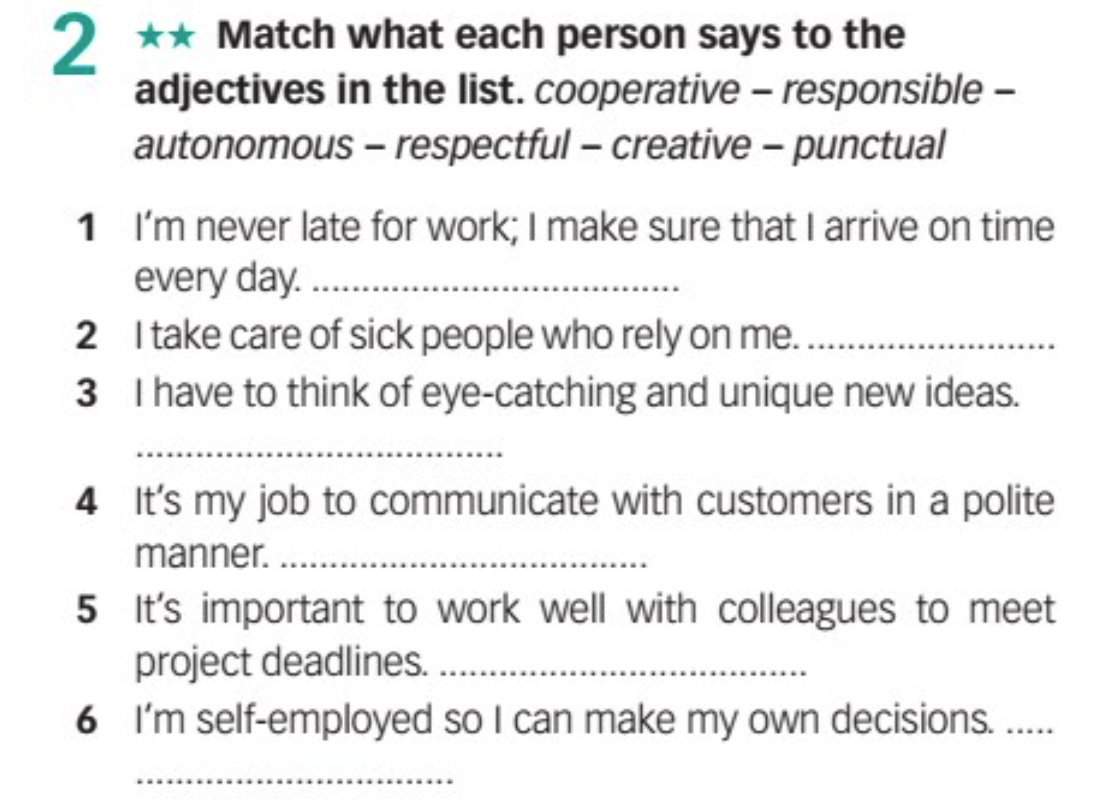 2 ★★ Match what each person says to the
adjectives in the list. cooperative – responsible –
autonomous – respectful – creative – punctual
1 I'm never late for work; I make sure that I arrive on time
every day. ....................................
2 I take care of sick people who rely on me. ........................
3 I have to think of eye-catching and unique new ideas.
....................................
4 It's my job to communicate with customers in a polite
manner. ....................................
5 It's important to work well with colleagues to meet
project deadlines. ....................................
6 I'm self-employed so I can make my own decisions. .....
...............................